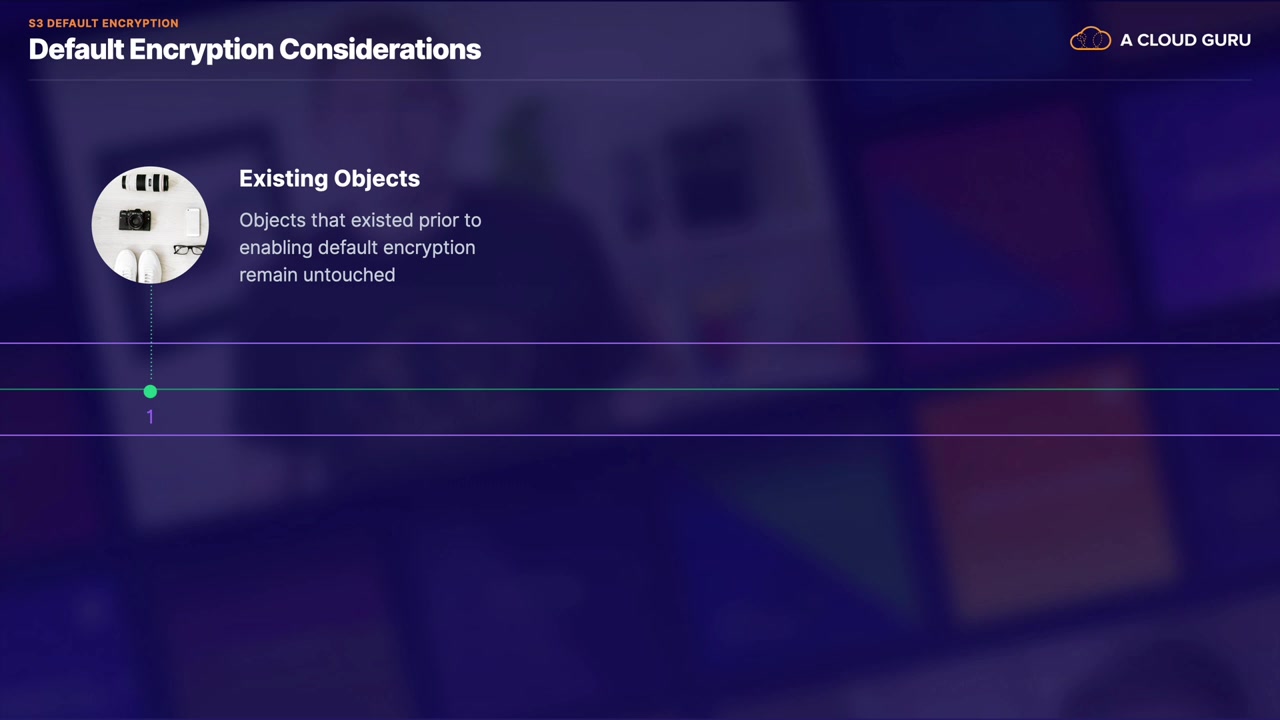 S3 DEFAULT ENCRYPTION
Default Encryption Considerations
A CLOUD GURU
Existing Objects
Objects that existed prior to
enabling default encryption
remain untouched
1